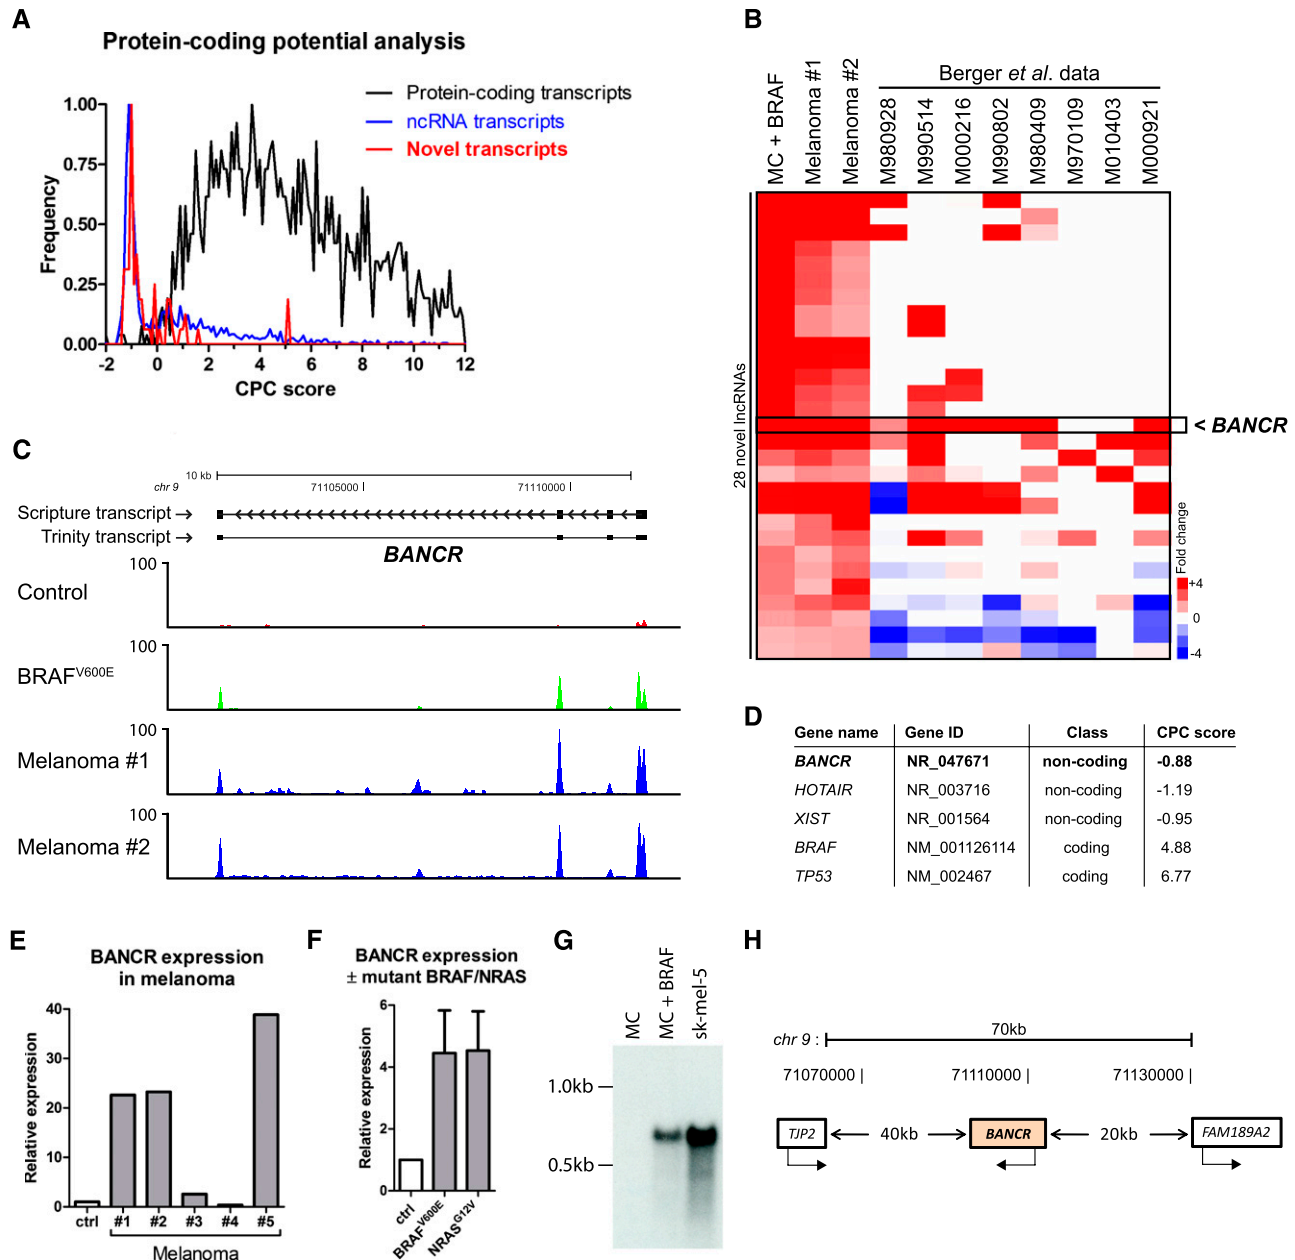 A
Protein-coding potential analysis
Protein-coding transcripts
ncRNA transcripts
Novel transcripts
Frequency
1.00
0.75
0.50
0.25
0.00
-2 0 2 4 6 8 10 12
CPC score
B
MC + BRAF
Melanoma #1
Melanoma #2
Berger et al. data
M980928
M990514
M000216
M990802
M980409
M970109
M010403
M000921
28 novel lncRNAs
< BANCR
Fold change
+4
0
-4
C
10 kb
chr 9
71105000
71110000
Scripture transcript →
Trinity transcript →
BANCR
100
Control
100
BRAFV600E
100
Melanoma #1
100
Melanoma #2
D
Gene name Gene ID Class CPC score
BANCR NR_047671 non-coding -0.88
HOTAIR NR_003716 non-coding -1.19
XIST NR_001564 non-coding -0.95
BRAF NM_001126114 coding 4.88
TP53 NM_002467 coding 6.77
E
BANCR expression
in melanoma
Relative expression
40
30
20
10
0
ctrl #1 #2 #3 #4 #5
Melanoma
F
BANCR expression
± mutant BRAF/NRAS
Relative expression
6
4
2
0
ctrl
BRAFV600E
NRASG12V
G
MC
MC + BRAF
sk-mel-5
1.0kb
0.5kb
H
chr 9 :
70kb
71070000
71110000
71130000
TJP2
40kb
BANCR
20kb
FAM189A2